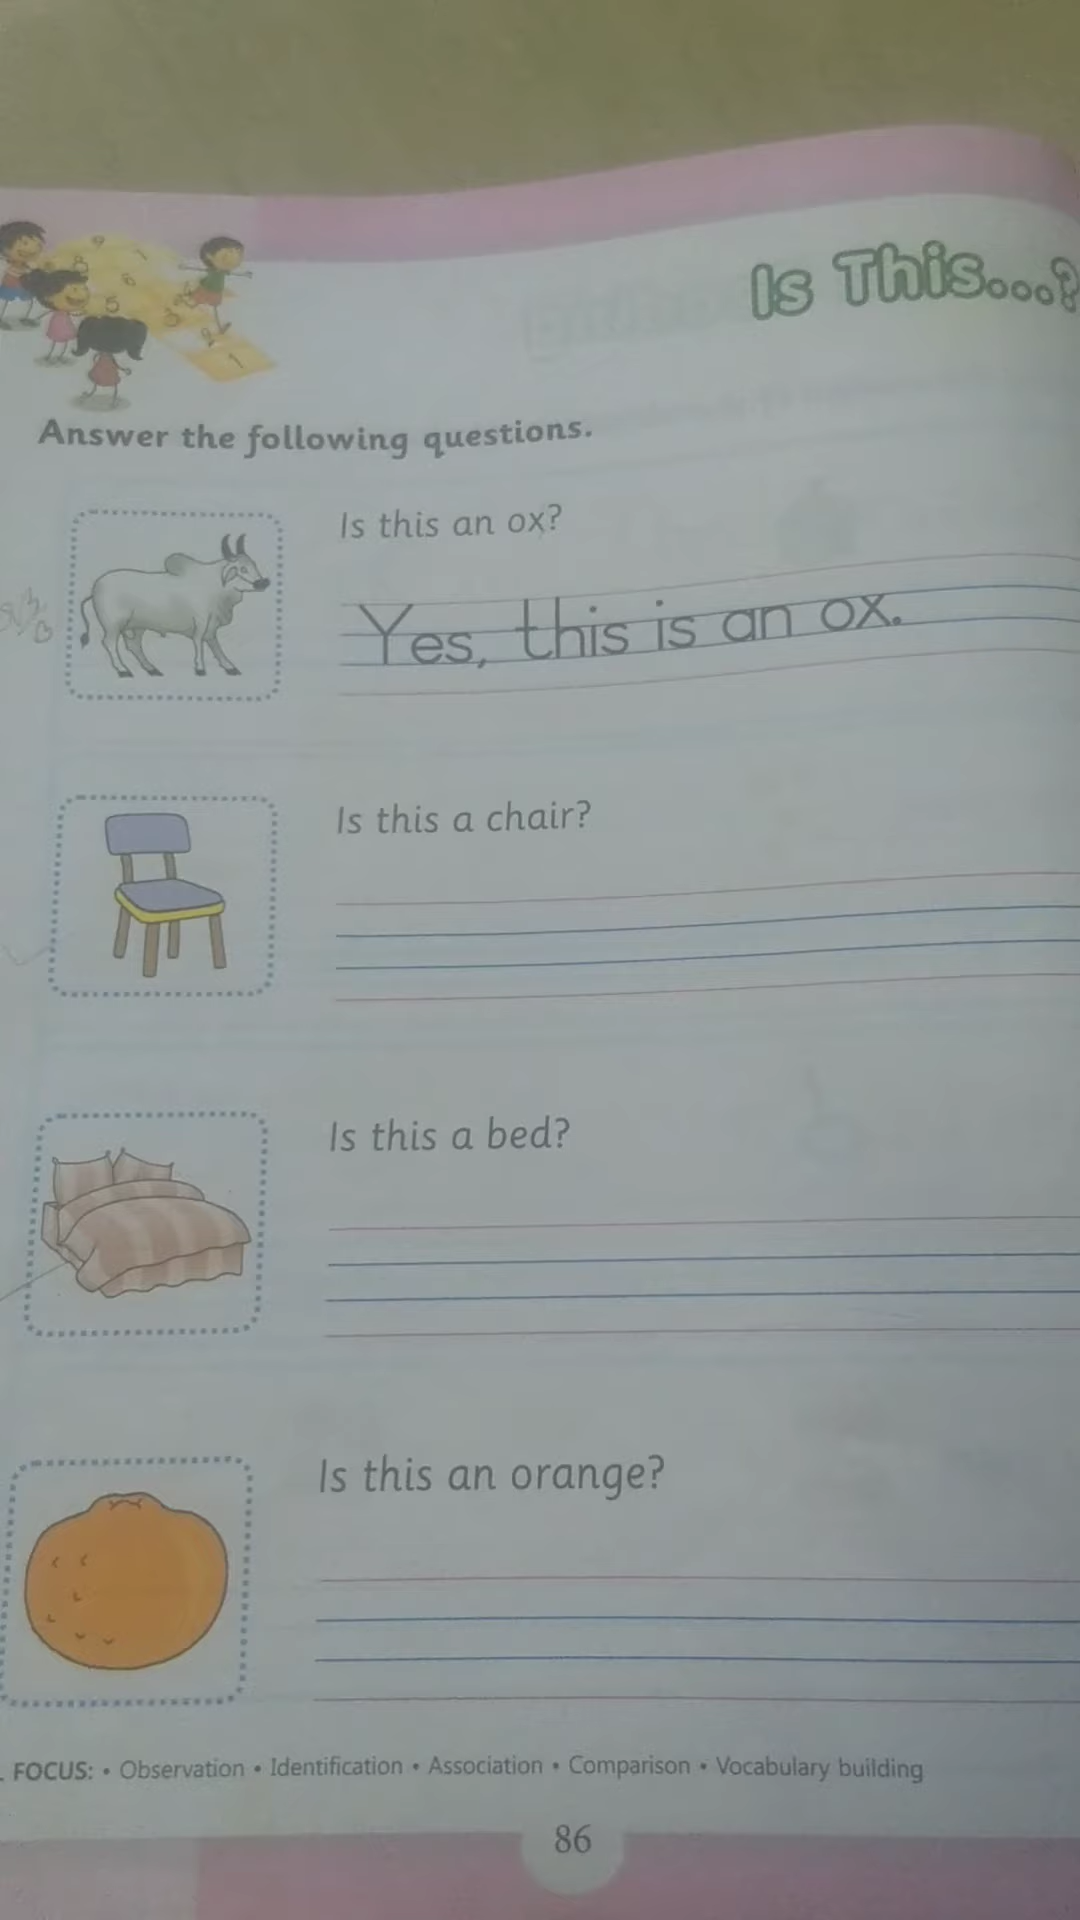 Is This...?
Answer the following questions.
Is this an ox?
Yes, this is an ox.
Is this a chair?
Is this a bed?
Is this an orange?
FOCUS: • Observation • Identification • Association • Comparison • Vocabulary building
86